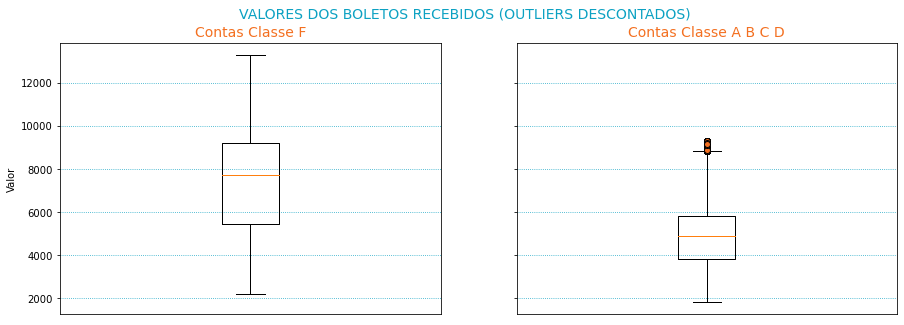 VALORES DOS BOLETOS RECEBIDOS (OUTLIERS DESCONTADOS)
Contas Classe F
Contas Classe A B C D
Valor
12000
10000
8000
6000
4000
2000